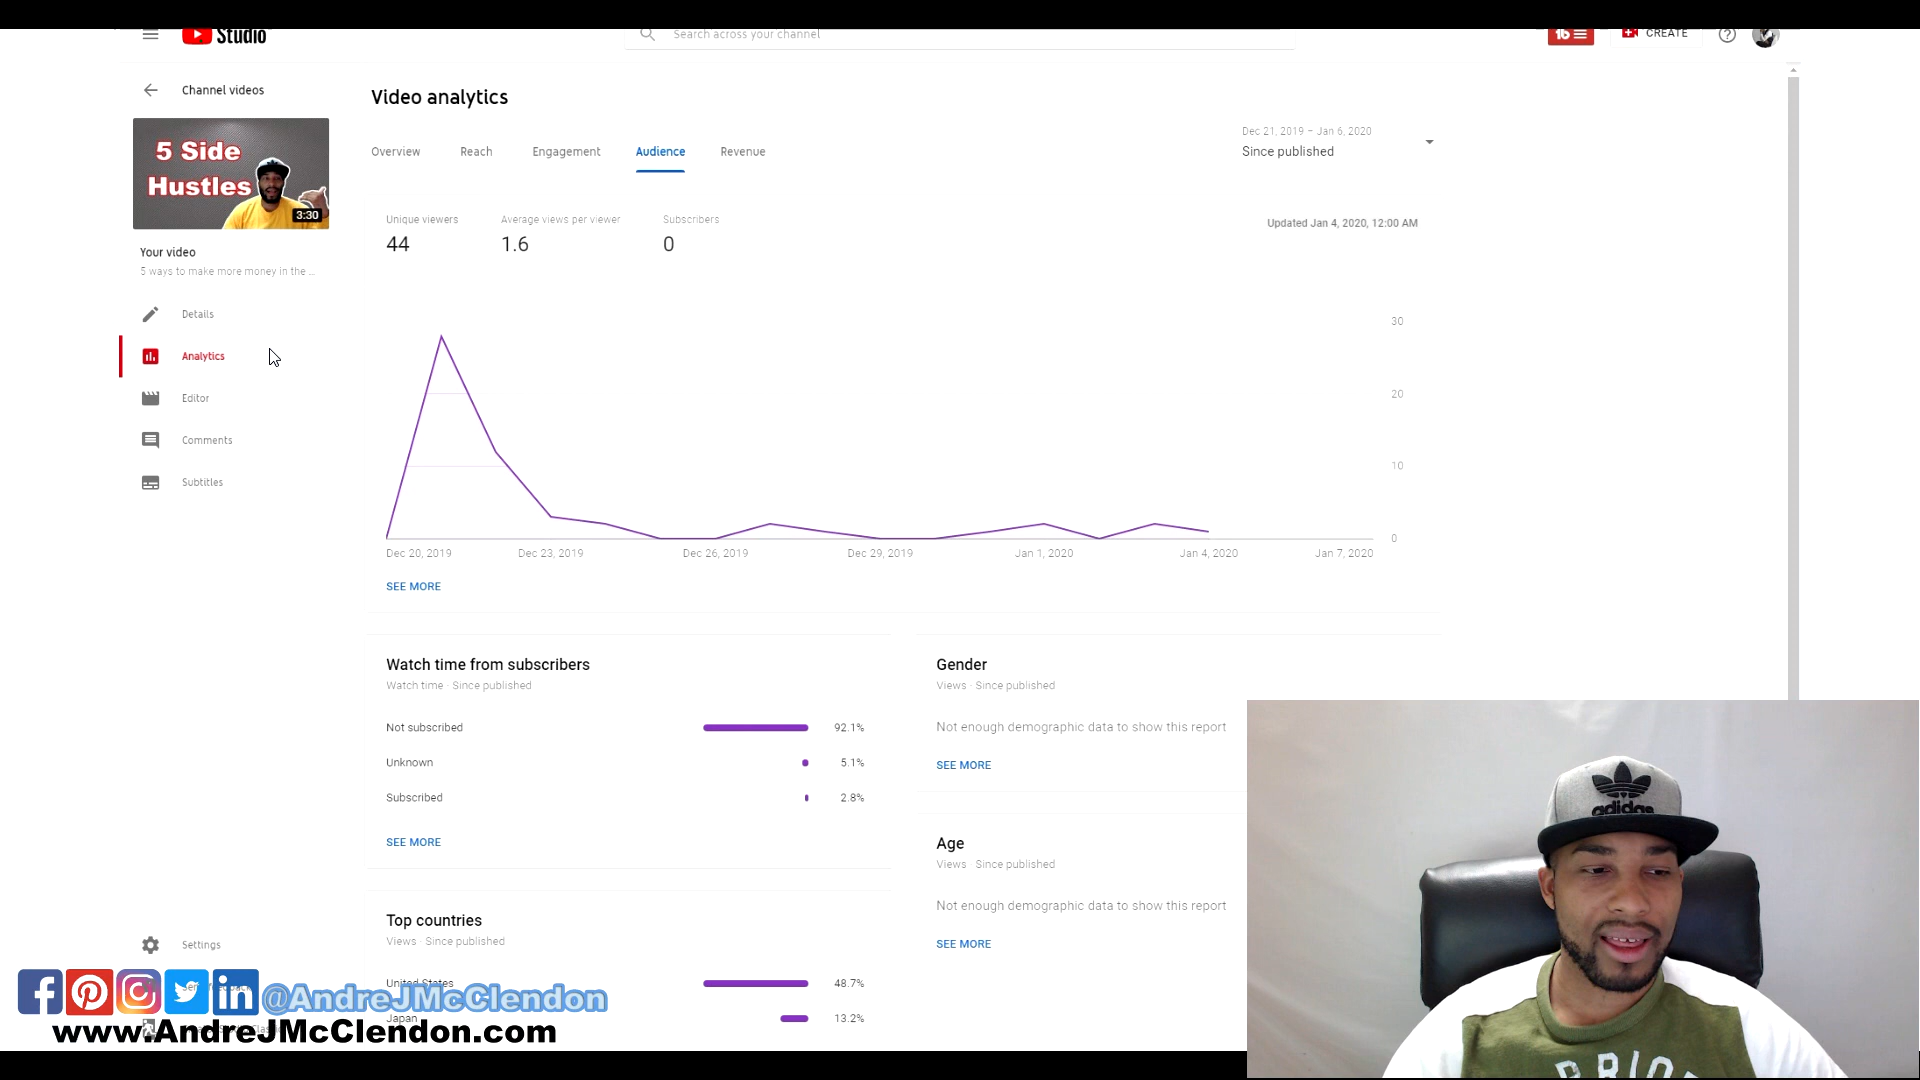 Studio
Search across your channel
CREATE
Channel videos
5 Side
Hustles
3:30
Your video
5 ways to make more money in the ...
Details
Analytics
Editor
Comments
Subtitles
Settings
Video analytics
Overview
Reach
Engagement
Audience
Revenue
Dec 21, 2019 – Jan 6, 2020
Since published
Unique viewers
44
Average views per viewer
1.6
Subscribers
0
Updated Jan 4, 2020, 12:00 AM
30
20
10
0
Dec 20, 2019
Dec 23, 2019
Dec 26, 2019
Dec 29, 2019
Jan 1, 2020
Jan 4, 2020
Jan 7, 2020
SEE MORE
Watch time from subscribers
Watch time · Since published
Not subscribed 92.1%
Unknown 5.1%
Subscribed 2.8%
SEE MORE
Top countries
Views · Since published
United States 48.7%
Japan 13.2%
Gender
Views · Since published
Not enough demographic data to show this report
SEE MORE
Age
Views · Since published
Not enough demographic data to show this report
SEE MORE
@AndreJMcClendon
www.AndreJMcClendon.com
adidas